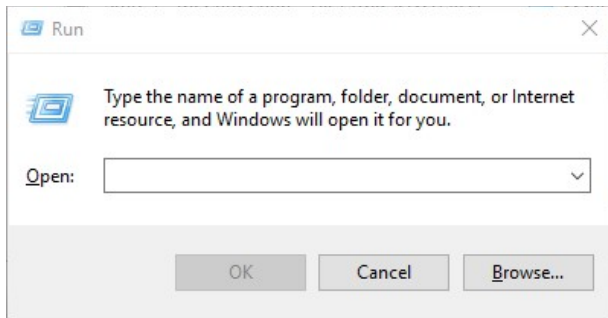 Run
Type the name of a program, folder, document, or Internet
resource, and Windows will open it for you.
Open:
OK Cancel Browse...